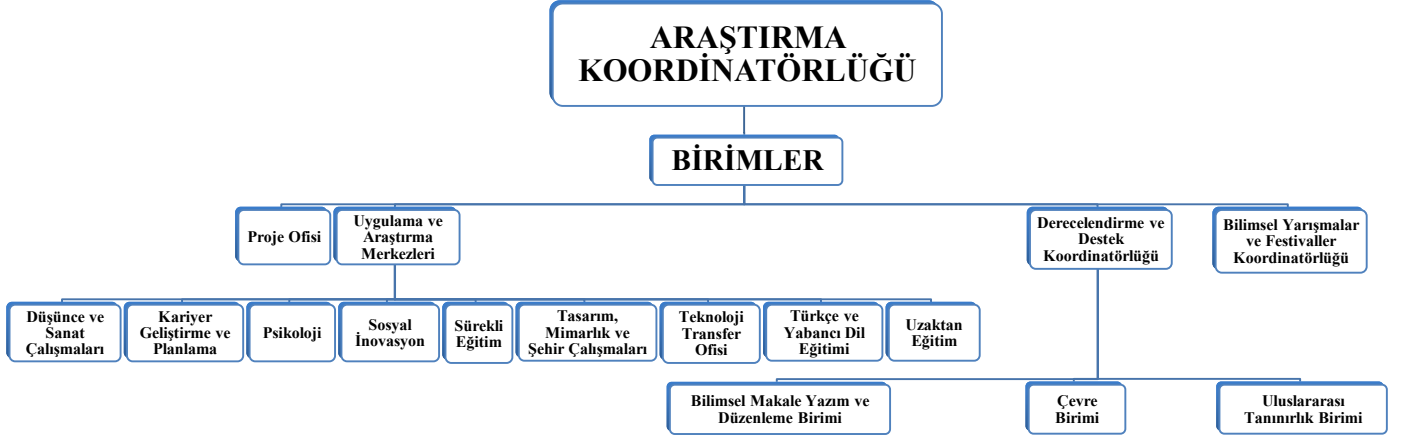 ARAŞTIRMA
KOORDİNATÖRLÜĞÜ
BİRİMLER
Proje Ofisi
Uygulama ve
Araştırma
Merkezleri
Derecelendirme ve
Destek
Koordinatörlüğü
Bilimsel Yarışmalar
ve Festivaller
Koordinatörlüğü
Düşünce ve
Sanat
Çalışmaları
Kariyer
Geliştirme ve
Planlama
Psikoloji
Sosyal
İnovasyon
Sürekli
Eğitim
Tasarım,
Mimarlık ve
Şehir Çalışmaları
Teknoloji
Transfer
Ofisi
Türkçe ve
Yabancı Dil
Eğitimi
Uzaktan
Eğitim
Bilimsel Makale Yazım ve
Düzenleme Birimi
Çevre
Birimi
Uluslararası
Tanınırlık Birimi